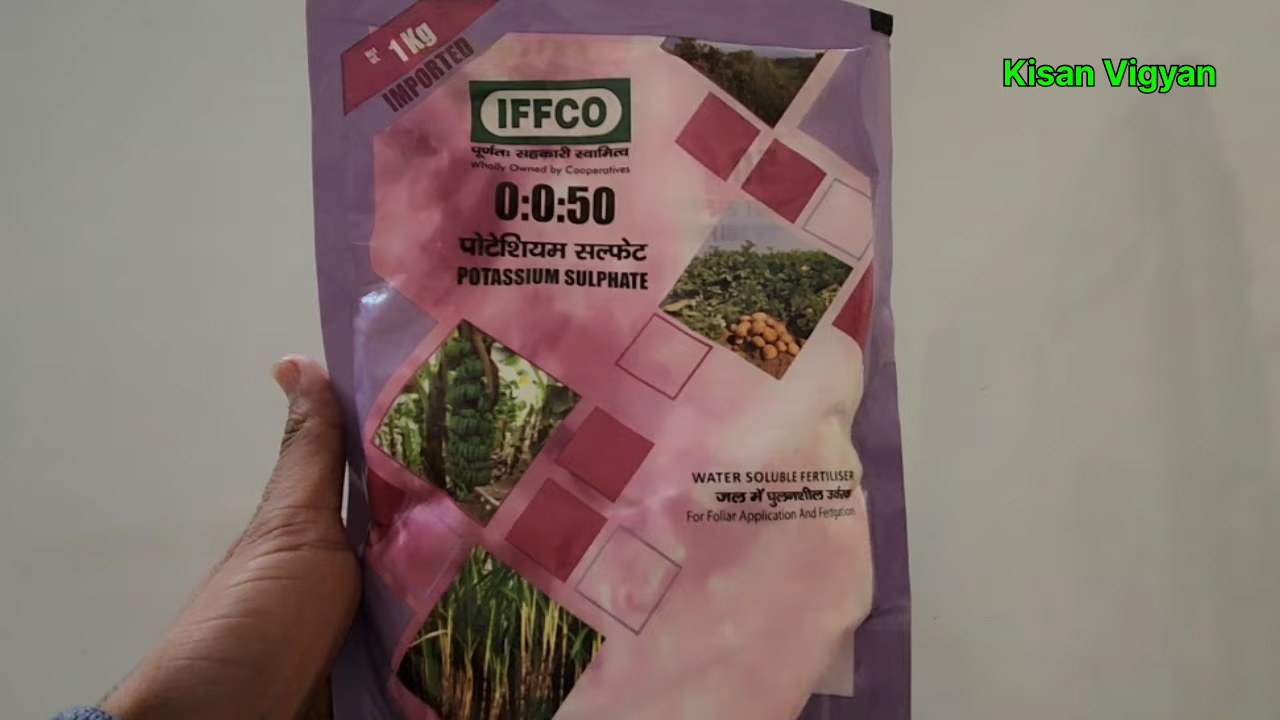 Kisan Vigyan
1 Kg
IMPORTED
IFFCO
पूर्णतः सहकारी स्वामित्व
Wholly Owned by Cooperatives
0:0:50
पोटेशियम सल्फेट
POTASSIUM SULPHATE
WATER SOLUBLE FERTILISER
जल में घुलनशील उर्वरक
For Foliar Application And Fertigation